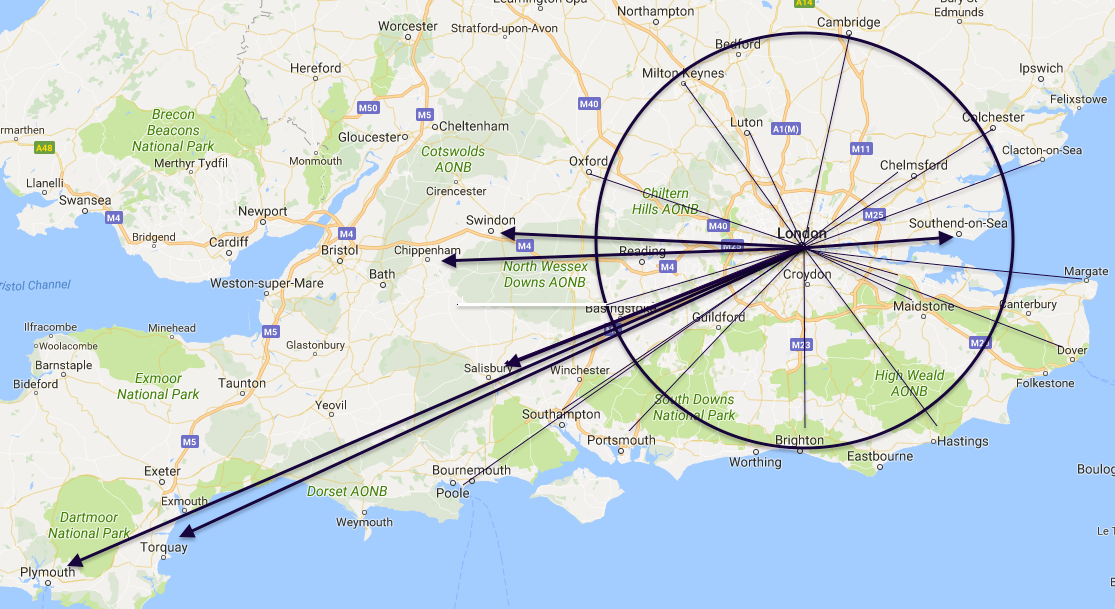 Northampton
A14
Cambridge
Edmunds
Worcester
Stratford-upon-Avon
Bedford
Milton Keynes
Ipswich
Hereford
Felixstowe
M50
M5
M40
Brecon
Beacons
National Park
Cheltenham
Luton
A1(M)
Colchester
Gloucester
rmarthen
A48
Cotswolds
AONB
M11
Clacton-on-Sea
Merthyr Tydfil
Monmouth
Oxford
Chelmsford
Llanelli
Cirencester
Chiltern
Hills AONB
Swansea
M4
Newport
Swindon
M40
M25
Southend-on-Sea
London
Bridgend
Cardiff
M4
Bristol
Chippenham
M4
Reading
M4
M25
North Wessex
Downs AONB
Croydon
Margate
Bath
Weston-super-Mare
ristol Channel
Basingstoke
Maidstone
Canterbury
Guildford
Ilfracombe
Minehead
M5
Woolacombe
Glastonbury
M23
M20
Dover
Barnstaple
Salisbury
Winchester
Folkestone
Bideford
Exmoor
National Park
Taunton
High Weald
AONB
Yeovil
South Downs
National Park
Southampton
Portsmouth
Brighton
Hastings
M5
Worthing
Eastbourne
Exeter
Bournemouth
Poole
Boulog
Exmouth
Dorset AONB
Weymouth
Dartmoor
National Park
Le T
Torquay
Plymouth